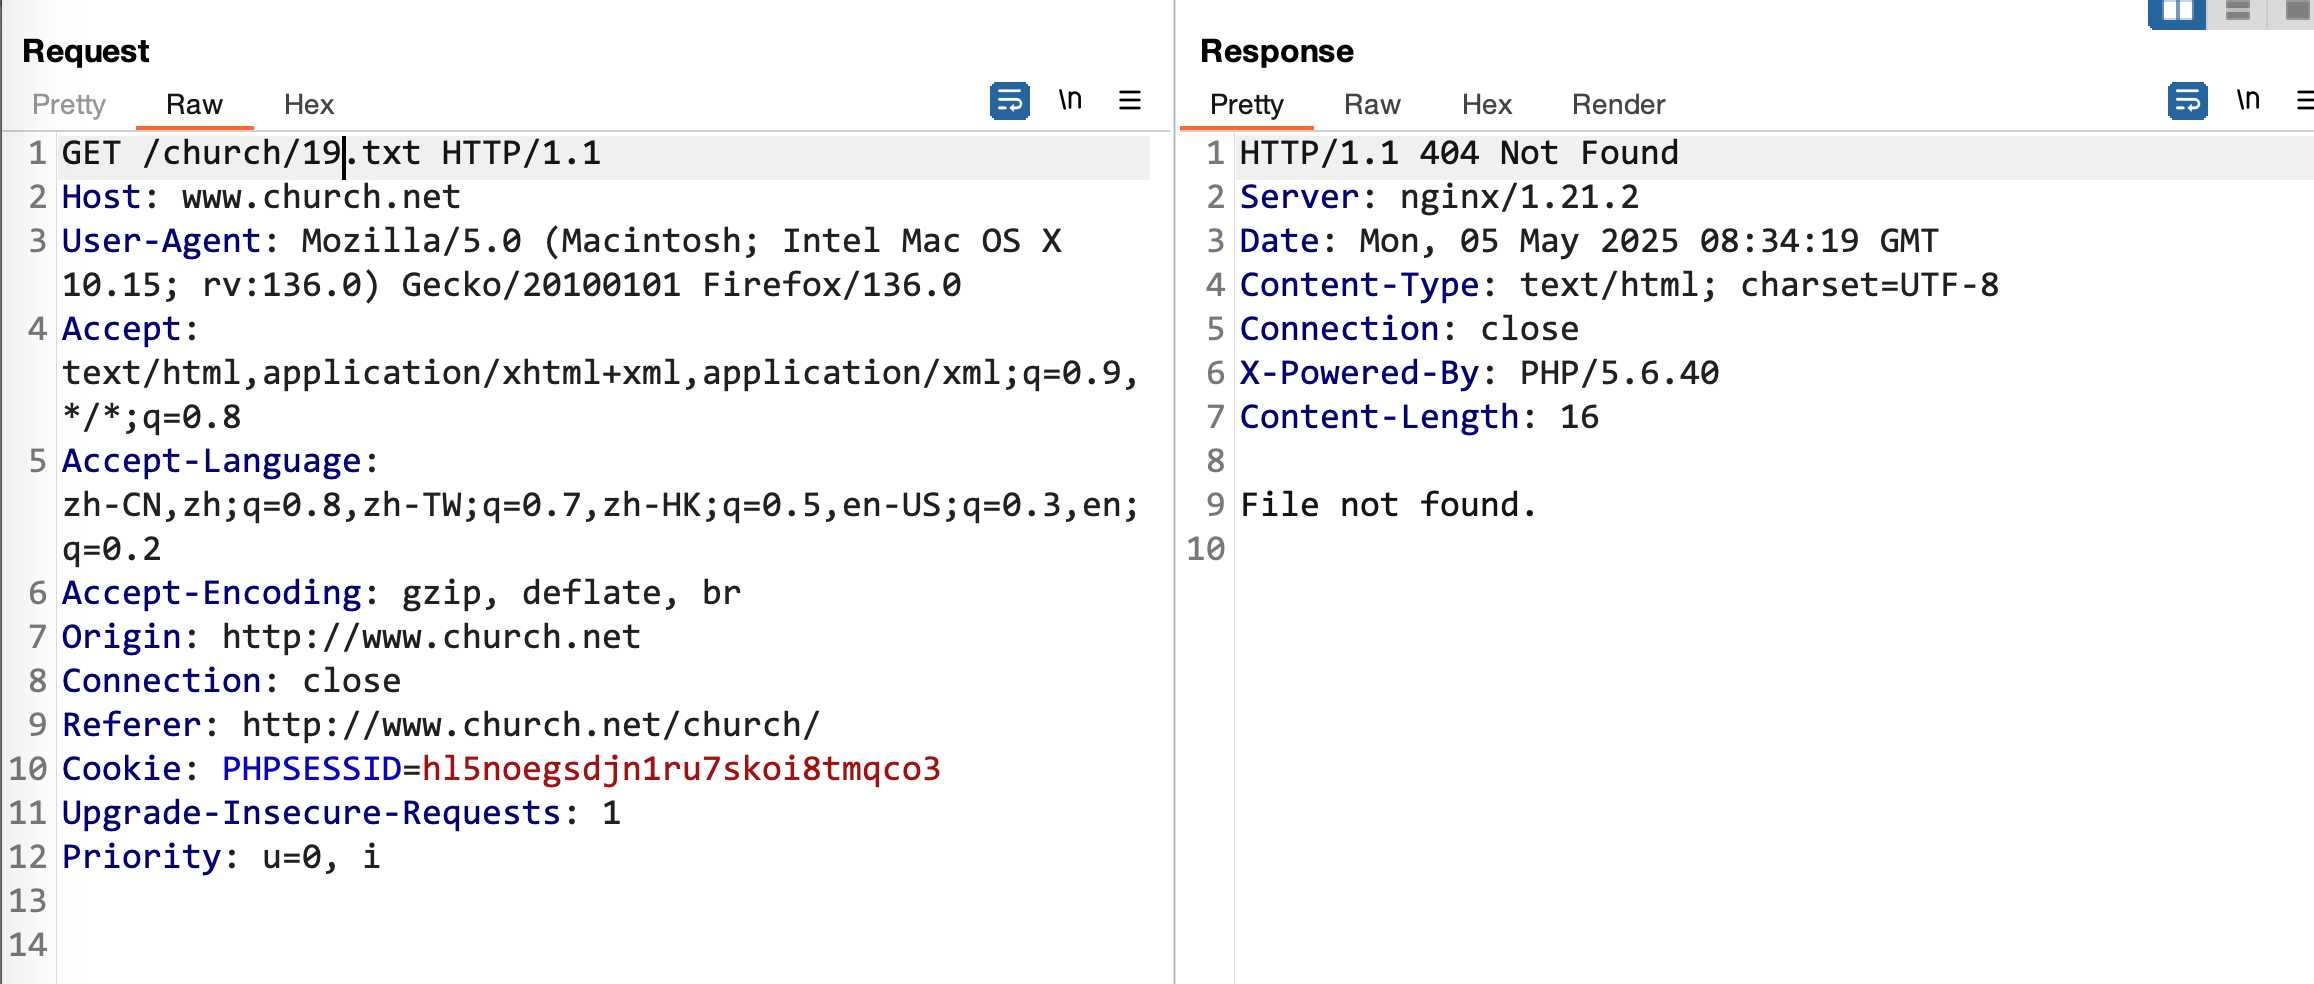 Request
Pretty Raw Hex \n
1 GET /church/19.txt HTTP/1.1
2 Host: www.church.net
3 User-Agent: Mozilla/5.0 (Macintosh; Intel Mac OS X
10.15; rv:136.0) Gecko/20100101 Firefox/136.0
4 Accept:
text/html,application/xhtml+xml,application/xml;q=0.9,
*/*;q=0.8
5 Accept-Language:
zh-CN,zh;q=0.8,zh-TW;q=0.7,zh-HK;q=0.5,en-US;q=0.3,en;
q=0.2
6 Accept-Encoding: gzip, deflate, br
7 Origin: http://www.church.net
8 Connection: close
9 Referer: http://www.church.net/church/
10 Cookie: PHPSESSID=hl5noegsdjn1ru7skoi8tmqco3
11 Upgrade-Insecure-Requests: 1
12 Priority: u=0, i
13
14
Response
Pretty Raw Hex Render \n
1 HTTP/1.1 404 Not Found
2 Server: nginx/1.21.2
3 Date: Mon, 05 May 2025 08:34:19 GMT
4 Content-Type: text/html; charset=UTF-8
5 Connection: close
6 X-Powered-By: PHP/5.6.40
7 Content-Length: 16
8
9 File not found.
10